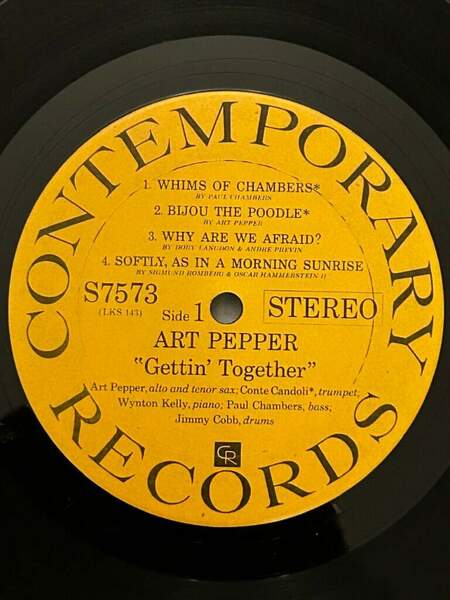 CONTEMPORARY
1. WHIMS OF CHAMBERS*
BY PAUL CHAMBERS
2. BIJOU THE POODLE*
BY ART PEPPER
3. WHY ARE WE AFRAID?
BY DORY LANGDON & ANDRE PREVIN
4. SOFTLY, AS IN A MORNING SUNRISE
BY SIGMUND ROMBERG & OSCAR HAMMERSTEIN II
S7573
(LKS 143)
Side 1
STEREO
ART PEPPER
"Gettin' Together"
Art Pepper, alto and tenor sax; Conte Candoli*, trumpet;
Wynton Kelly, piano; Paul Chambers, bass;
Jimmy Cobb, drums
CR
RECORDS